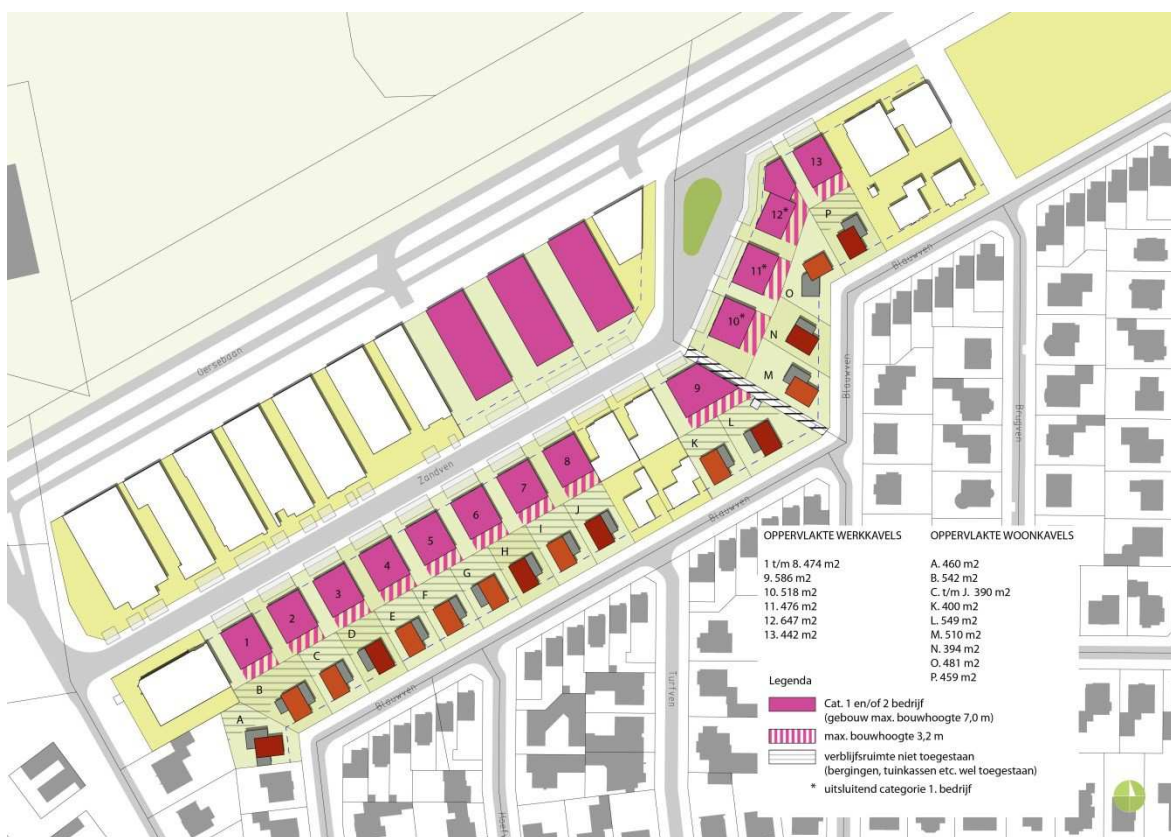 Oersebaan
Zandven
Blauwven
Blauwven
Blauwven
Blauwven
Brugven
Turfven
1
2
3
4
5
6
7
8
9
10*
11*
12*
13
A
B
C
D
E
F
G
H
I
J
K
L
M
N
O
P
OPPERVLAKTE WERKKAVELS
1 t/m 8. 474 m2
9. 586 m2
10. 518 m2
11. 476 m2
12. 647 m2
13. 442 m2
OPPERVLAKTE WOONKAVELS
A. 460 m2
B. 542 m2
C. t/m J. 390 m2
K. 400 m2
L. 549 m2
M. 510 m2
N. 394 m2
O. 481 m2
P. 459 m2
Legenda
Cat. 1 en/of 2 bedrijf
(gebouw max. bouwhoogte 7,0 m)
max. bouwhoogte 3,2 m
verblijfsruimte niet toegestaan
(bergingen, tuinkassen etc. wel toegestaan)
* uitsluitend categorie 1. bedrijf